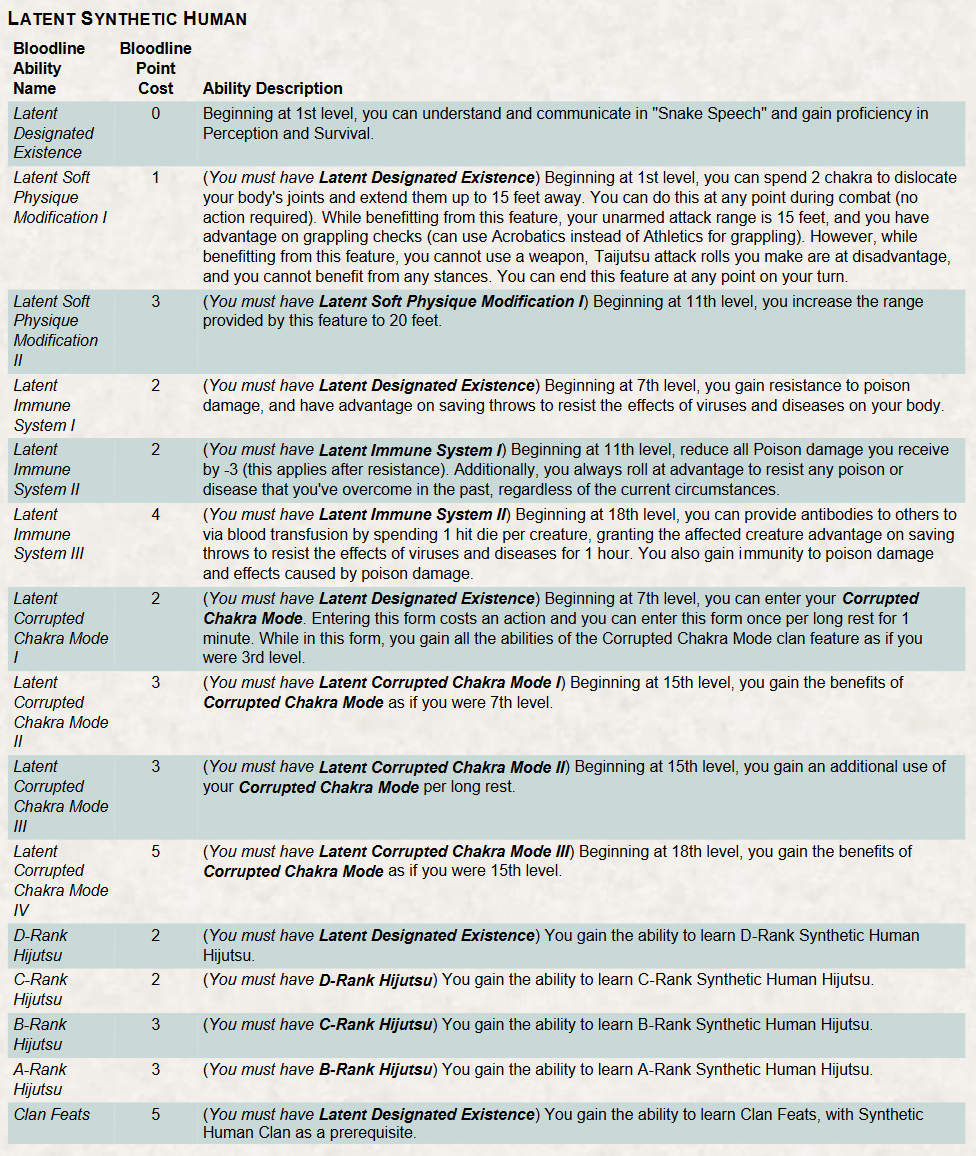 LATENT SYNTHETIC HUMAN
Bloodline Ability Name
Bloodline Point Cost
Ability Description
Latent Designated Existence
0
Beginning at 1st level, you can understand and communicate in "Snake Speech" and gain proficiency in
Perception and Survival.
Latent Soft Physique Modification I
1
(You must have Latent Designated Existence) Beginning at 1st level, you can spend 2 chakra to dislocate
your body's joints and extend them up to 15 feet away. You can do this at any point during combat (no
action required). While benefitting from this feature, your unarmed attack range is 15 feet, and you have
advantage on grappling checks (can use Acrobatics instead of Athletics for grappling). However, while
benefitting from this feature, you cannot use a weapon, Taijutsu attack rolls you make are at disadvantage,
and you cannot benefit from any stances. You can end this feature at any point on your turn.
Latent Soft Physique Modification II
3
(You must have Latent Soft Physique Modification I) Beginning at 11th level, you increase the range
provided by this feature to 20 feet.
Latent Immune System I
2
(You must have Latent Designated Existence) Beginning at 7th level, you gain resistance to poison
damage, and have advantage on saving throws to resist the effects of viruses and diseases on your body.
Latent Immune System II
2
(You must have Latent Immune System I) Beginning at 11th level, reduce all Poison damage you receive
by -3 (this applies after resistance). Additionally, you always roll at advantage to resist any poison or
disease that you've overcome in the past, regardless of the current circumstances.
Latent Immune System III
4
(You must have Latent Immune System II) Beginning at 18th level, you can provide antibodies to others to
via blood transfusion by spending 1 hit die per creature, granting the affected creature advantage on saving
throws to resist the effects of viruses and diseases for 1 hour. You also gain immunity to poison damage
and effects caused by poison damage.
Latent Corrupted Chakra Mode I
2
(You must have Latent Designated Existence) Beginning at 7th level, you can enter your Corrupted
Chakra Mode. Entering this form costs an action and you can enter this form once per long rest for 1
minute. While in this form, you gain all the abilities of the Corrupted Chakra Mode clan feature as if you
were 3rd level.
Latent Corrupted Chakra Mode II
3
(You must have Latent Corrupted Chakra Mode I) Beginning at 15th level, you gain the benefits of
Corrupted Chakra Mode as if you were 7th level.
Latent Corrupted Chakra Mode III
3
(You must have Latent Corrupted Chakra Mode II) Beginning at 15th level, you gain an additional use of
your Corrupted Chakra Mode per long rest.
Latent Corrupted Chakra Mode IV
5
(You must have Latent Corrupted Chakra Mode III) Beginning at 18th level, you gain the benefits of
Corrupted Chakra Mode as if you were 15th level.
D-Rank Hijutsu
2
(You must have Latent Designated Existence) You gain the ability to learn D-Rank Synthetic Human
Hijutsu.
C-Rank Hijutsu
2
(You must have D-Rank Hijutsu) You gain the ability to learn C-Rank Synthetic Human Hijutsu.
B-Rank Hijutsu
3
(You must have C-Rank Hijutsu) You gain the ability to learn B-Rank Synthetic Human Hijutsu.
A-Rank Hijutsu
3
(You must have B-Rank Hijutsu) You gain the ability to learn A-Rank Synthetic Human Hijutsu.
Clan Feats
5
(You must have Latent Designated Existence) You gain the ability to learn Clan Feats, with Synthetic
Human Clan as a prerequisite.